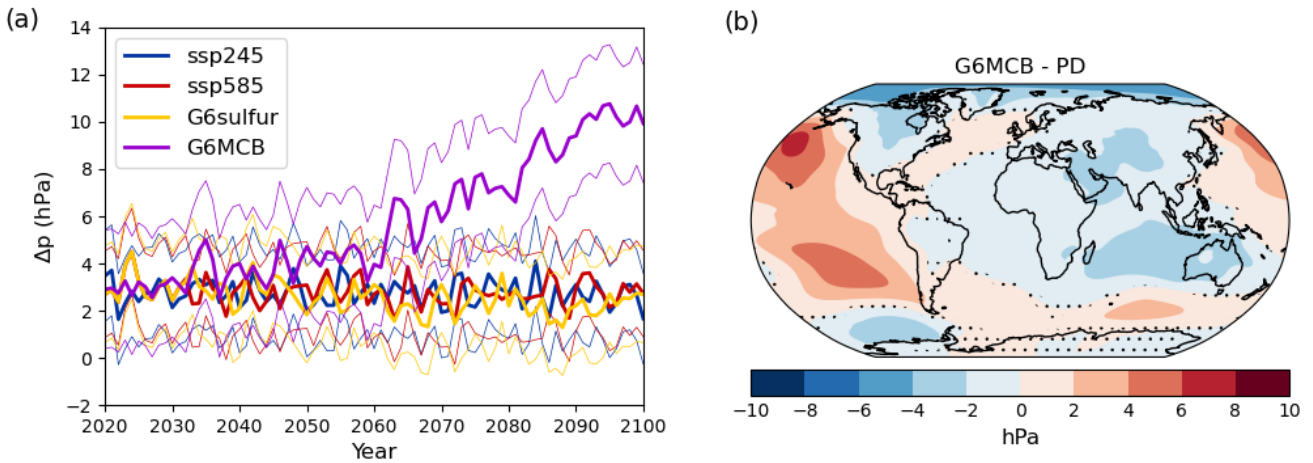 (a)
14
12
10
8
6
4
2
0
−2
Δp (hPa)
ssp245
ssp585
G6sulfur
G6MCB
2020 2030 2040 2050 2060 2070 2080 2090 2100
Year
(b)
G6MCB - PD
−10 −8 −6 −4 −2 0 2 4 6 8 10
hPa